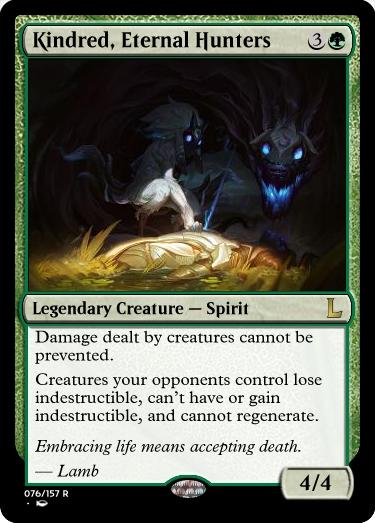 Kindred, Eternal Hunters 3
Legendary Creature — Spirit L
Damage dealt by creatures cannot be
prevented.
Creatures your opponents control lose
indestructible, can't have or gain
indestructible, and cannot regenerate.
Embracing life means accepting death.
— Lamb
4/4
076/157 R